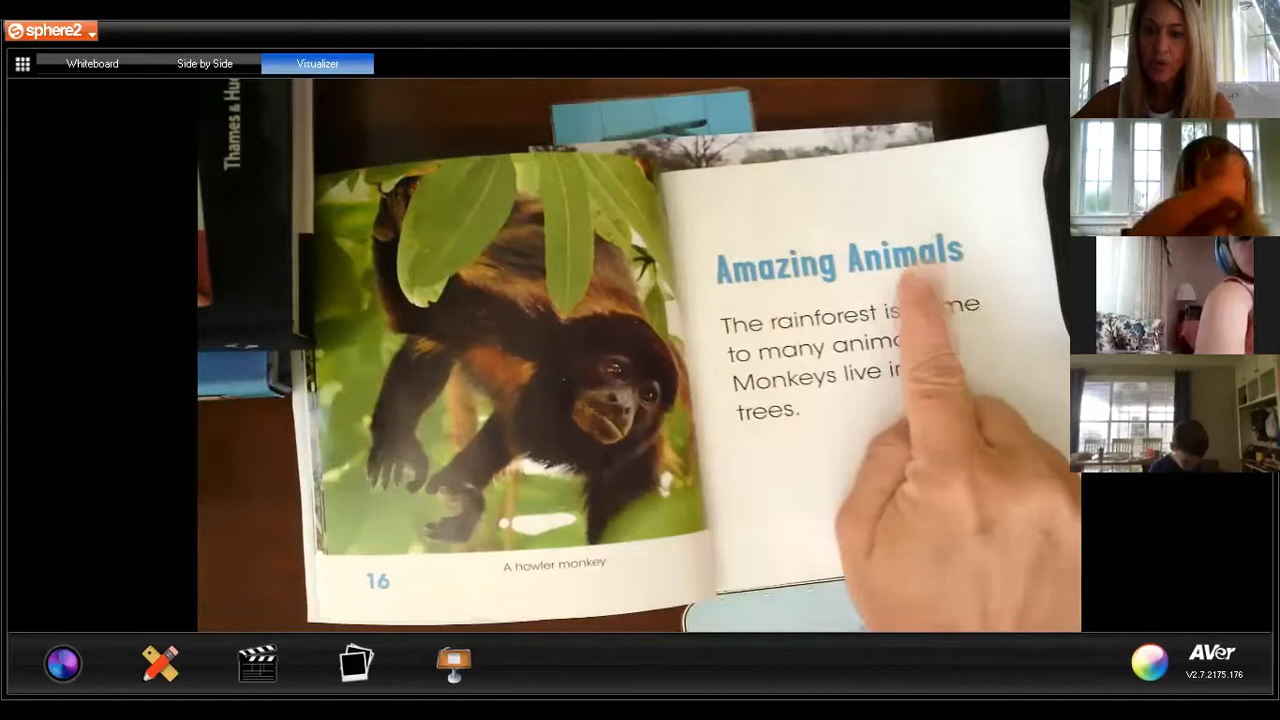 sphere2
Whiteboard
Side by Side
Visualizer
Thames & Hu
Amazing Animals
The rainforest is
to many
Monkeys live
trees.
16
A howler monkey
AVer
V2.7.2175.176